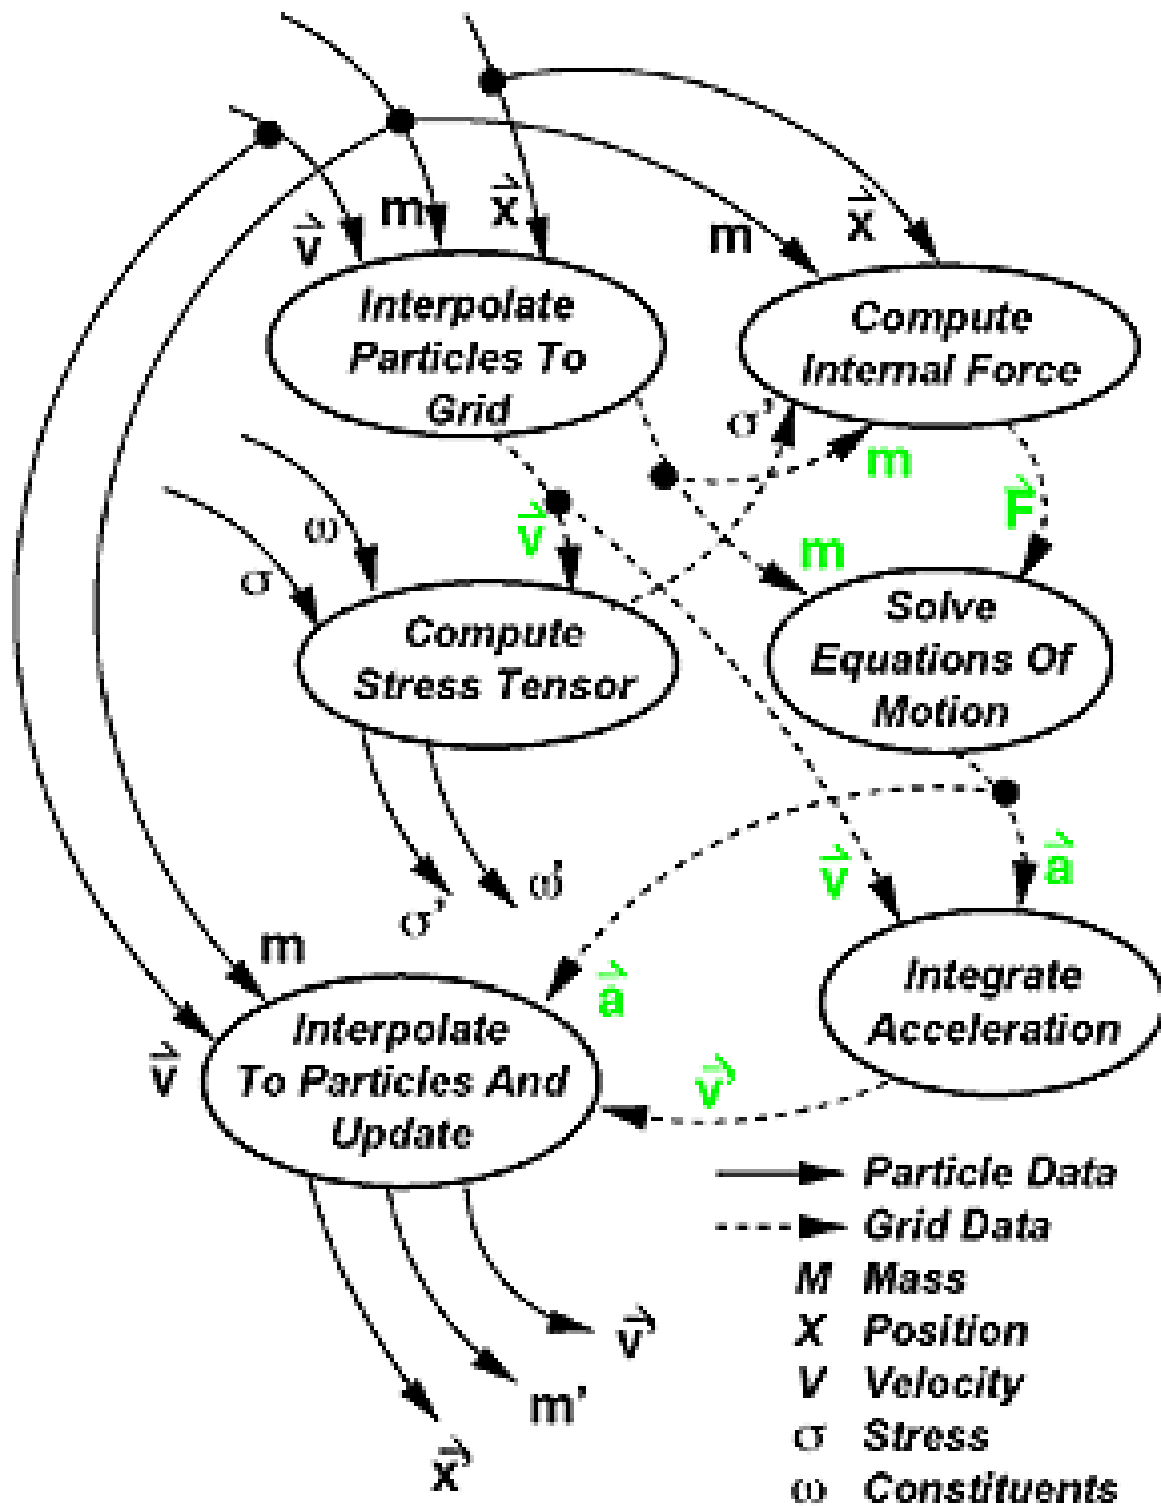 v⃗
m
x⃗
m
x⃗
Interpolate
Particles To
Grid
Compute
Internal Force
σ'
m
F⃗
ω
σ
v⃗
m
Compute
Stress Tensor
Solve
Equations Of
Motion
σ'
ω'
m
v⃗
a⃗
v⃗
a⃗
Integrate
Acceleration
Interpolate
To Particles And
Update
v⃗'
Particle Data
Grid Data
M Mass
X Position
V Velocity
σ Stress
ω Constituents
v⃗'
m'
x⃗'